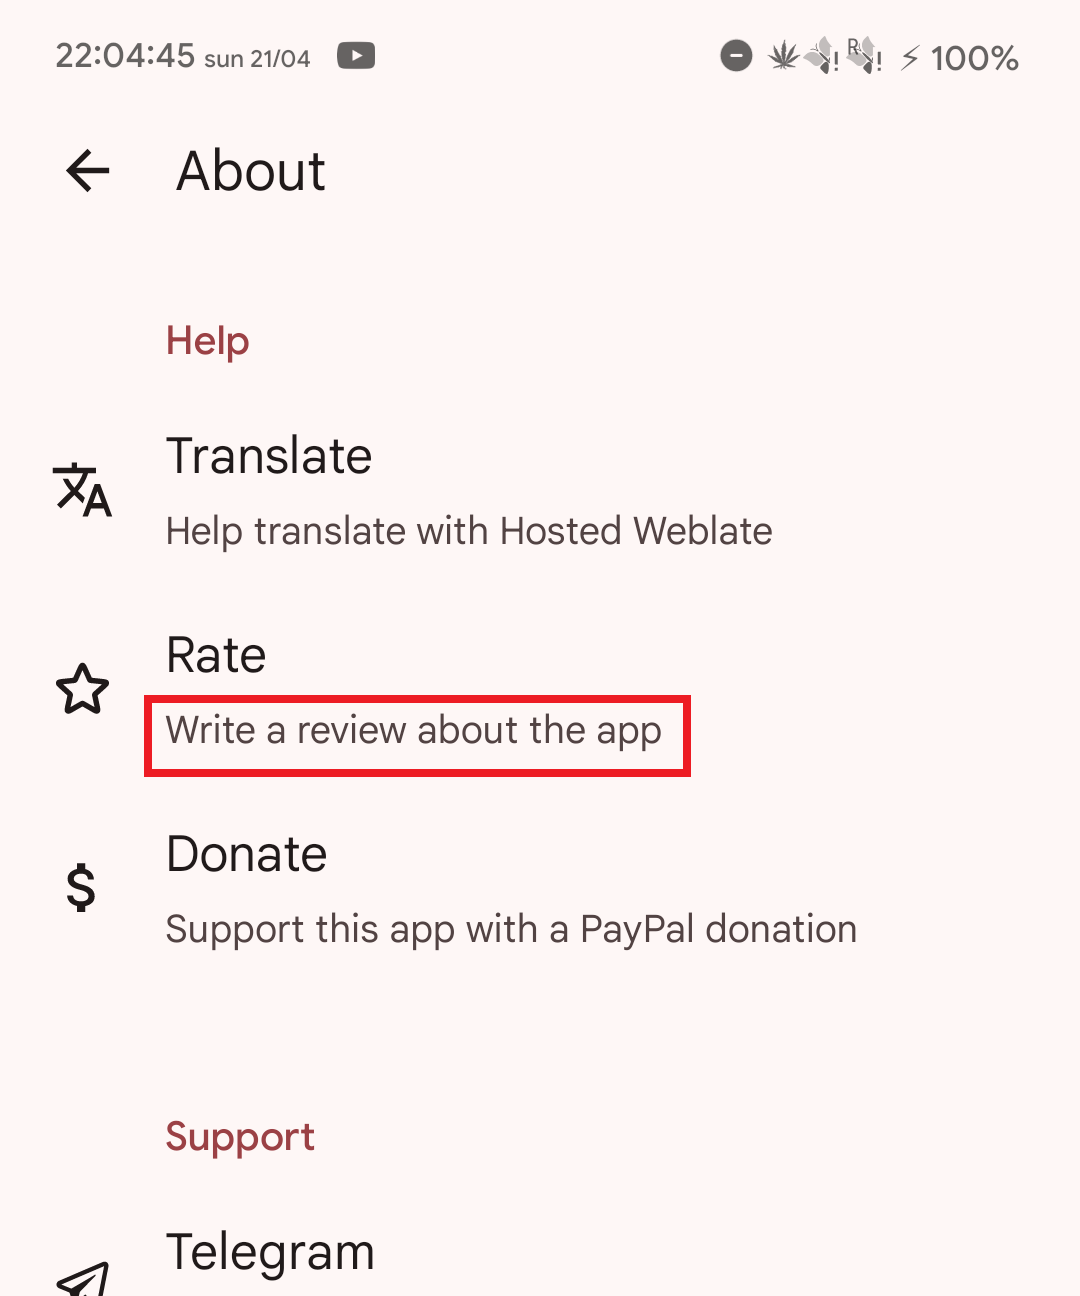 22:04:45 sun 21/04 R ! ! 100%
About
Help
Translate
Help translate with Hosted Weblate
Rate
Write a review about the app
Donate
Support this app with a PayPal donation
Support
Telegram